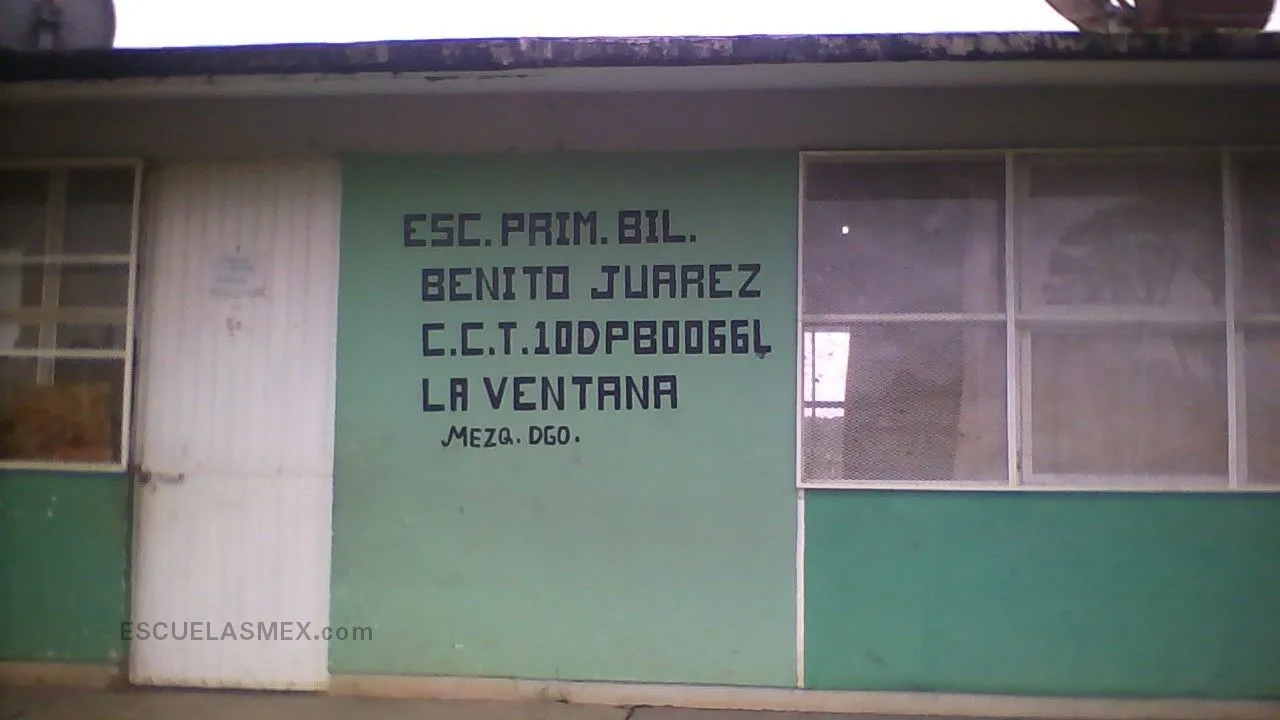 ESC. PRIM. BIL.
BENITO JUAREZ
C.C.T. 10DPB0066L
LA VENTANA
MEZQ. DGO.
ESCUELASMEX.com